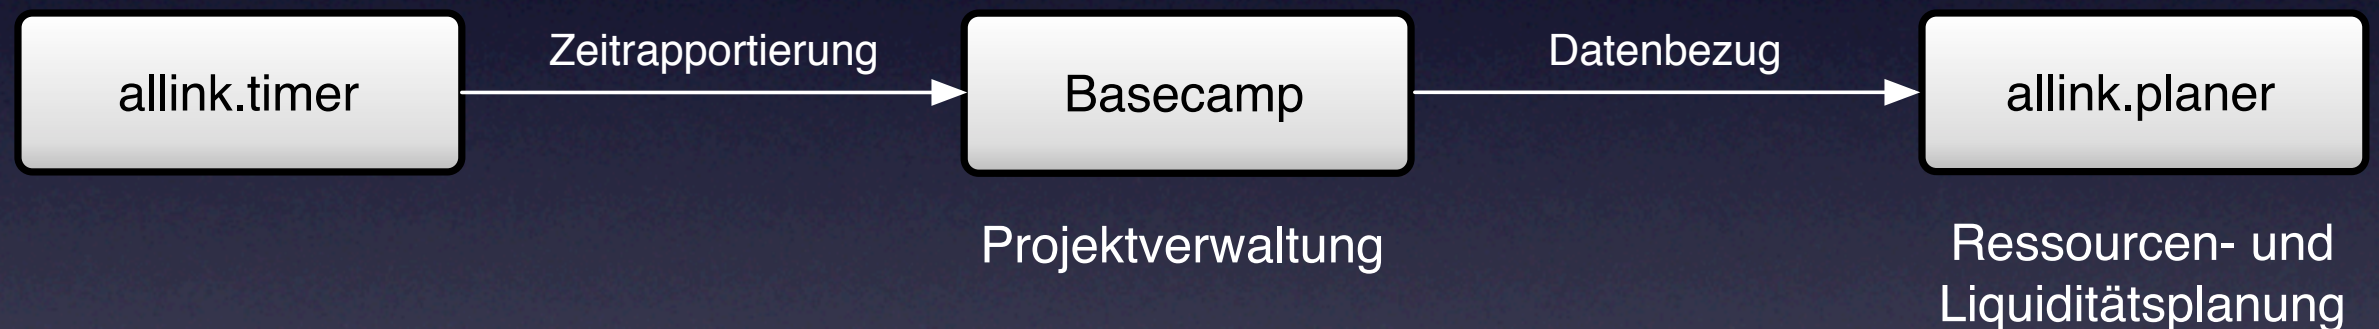 allink.timer
Zeitrapportierung
Basecamp
Datenbezug
allink.planer
Projektverwaltung
Ressourcen- und
Liquiditätsplanung